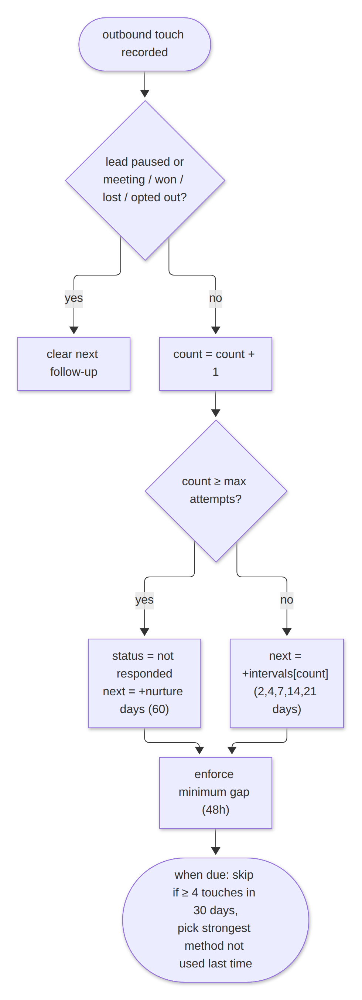 outbound touch
recorded
lead paused or
meeting / won /
lost / opted out?
yes
no
clear next
follow-up
count = count +
1
count ≥ max
attempts?
yes
no
status = not
responded
next = +nurture
days (60)
next =
+intervals[count]
(2,4,7,14,21
days)
enforce
minimum gap
(48h)
when due: skip
if ≥ 4 touches in
30 days,
pick strongest
method not
used last time